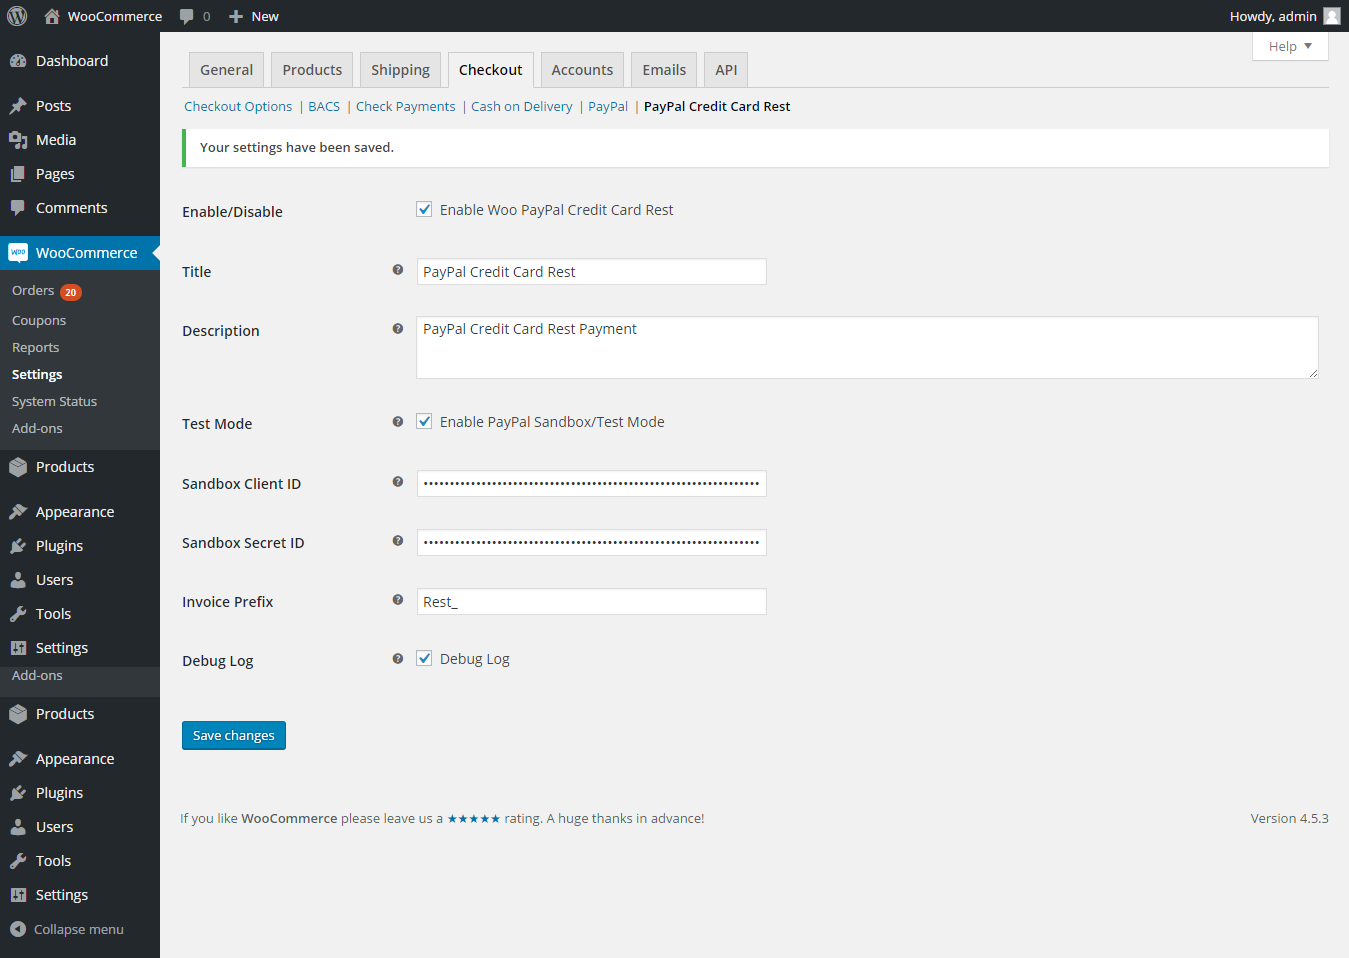 WooCommerce 0 New Howdy, admin
Help
Dashboard
Posts
Media
Pages
Comments
Woo WooCommerce
Orders 20
Coupons
Reports
Settings
System Status
Add-ons
Products
Appearance
Plugins
Users
Tools
Settings
Add-ons
Products
Appearance
Plugins
Users
Tools
Settings
Collapse menu
General Products Shipping Checkout Accounts Emails API
Checkout Options | BACS | Check Payments | Cash on Delivery | PayPal | PayPal Credit Card Rest
Your settings have been saved.
Enable/Disable Enable Woo PayPal Credit Card Rest
Title ? PayPal Credit Card Rest
Description ? PayPal Credit Card Rest Payment
Test Mode ? Enable PayPal Sandbox/Test Mode
Sandbox Client ID ?
Sandbox Secret ID ?
Invoice Prefix ? Rest_
Debug Log ? Debug Log
Save changes
If you like WooCommerce please leave us a ★★★★★ rating. A huge thanks in advance! Version 4.5.3